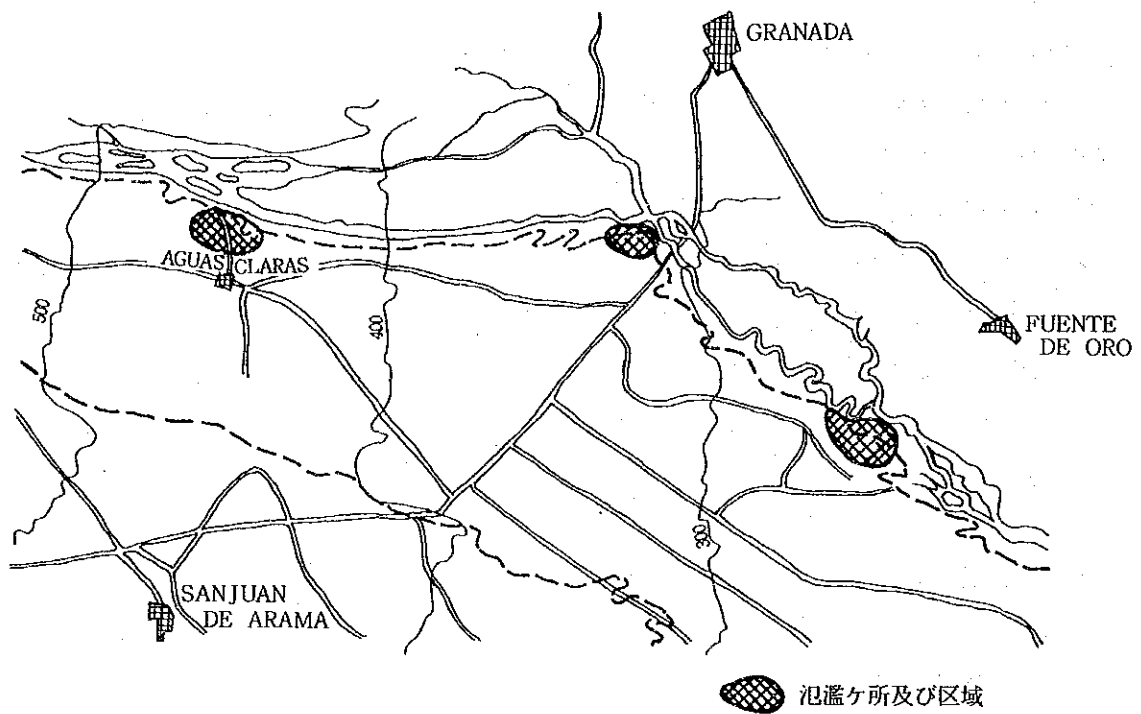 GRANADA
AGUAS CLARAS
500
400
FUENTE
DE ORO
300
SANJUAN
DE ARAMA
氾濫ケ所及び区域